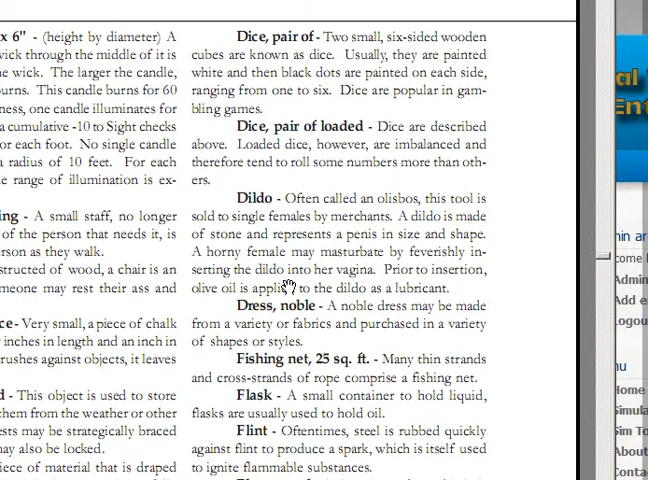 x 6" - (height by diameter) A
wick through the middle of it is
e wick. The larger the candle,
urns. This candle burns for 60
ness, one candle illuminates for
a cumulative -10 to Sight checks
or each foot. No single candle
a radius of 10 feet. For each
e range of illumination is ex-
ing - A small staff, no longer
of the person that needs it, is
erson as they walk.
structed of wood, a chair is an
meone may rest their ass and
ce - Very small, a piece of chalk
r inches in length and an inch in
rushes against objects, it leaves
d - This object is used to store
them from the weather or other
ests may be strategically braced
may also be locked.
piece of material that is draped
Dice, pair of - Two small, six-sided wooden
cubes are known as dice. Usually, they are painted
white and then black dots are painted on each side,
ranging from one to six. Dice are popular in gam-
bling games.
Dice, pair of loaded - Dice are described
above. Loaded dice, however, are imbalanced and
therefore tend to roll some numbers more than oth-
ers.
Dildo - Often called an olisbos, this tool is
sold to single females by merchants. A dildo is made
of stone and represents a penis in size and shape.
A horny female may masturbate by feverishly in-
serting the dildo into her vagina. Prior to insertion,
olive oil is applied to the dildo as a lubricant.
Dress, noble - A noble dress may be made
from a variety or fabrics and purchased in a variety
of shapes or styles.
Fishing net, 25 sq. ft. - Many thin strands
and cross-strands of rope comprise a fishing net.
Flask - A small container to hold liquid,
flasks are usually used to hold oil.
Flint - Oftentimes, steel is rubbed quickly
against flint to produce a spark, which is itself used
to ignite flammable substances.
al
Ent
min ar
come
Admin
Add e
Logou
nu
Home
Simula
Sim To
About
Conta